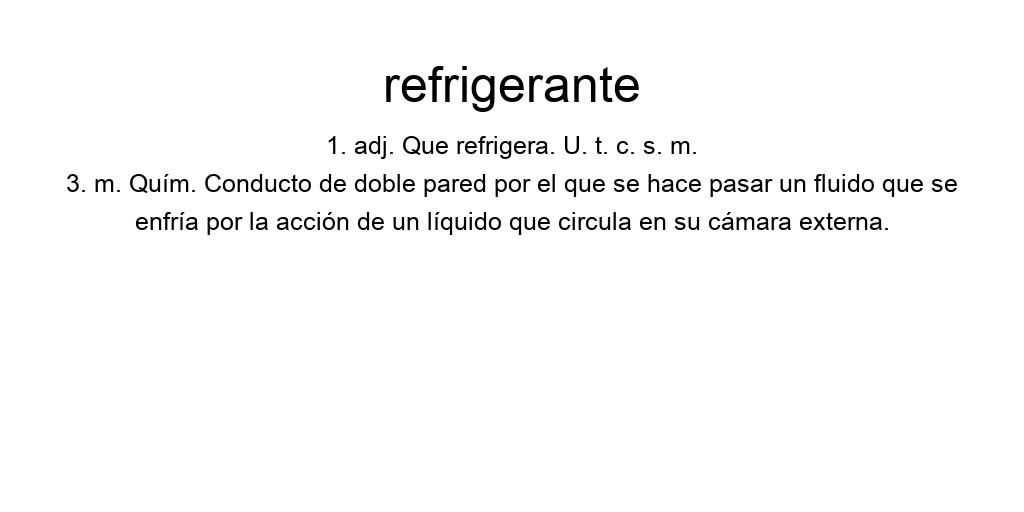 refrigerante
1. adj. Que refrigera. U. t. c. s. m.
3. m. Quím. Conducto de doble pared por el que se hace pasar un fluido que se
enfría por la acción de un líquido que circula en su cámara externa.